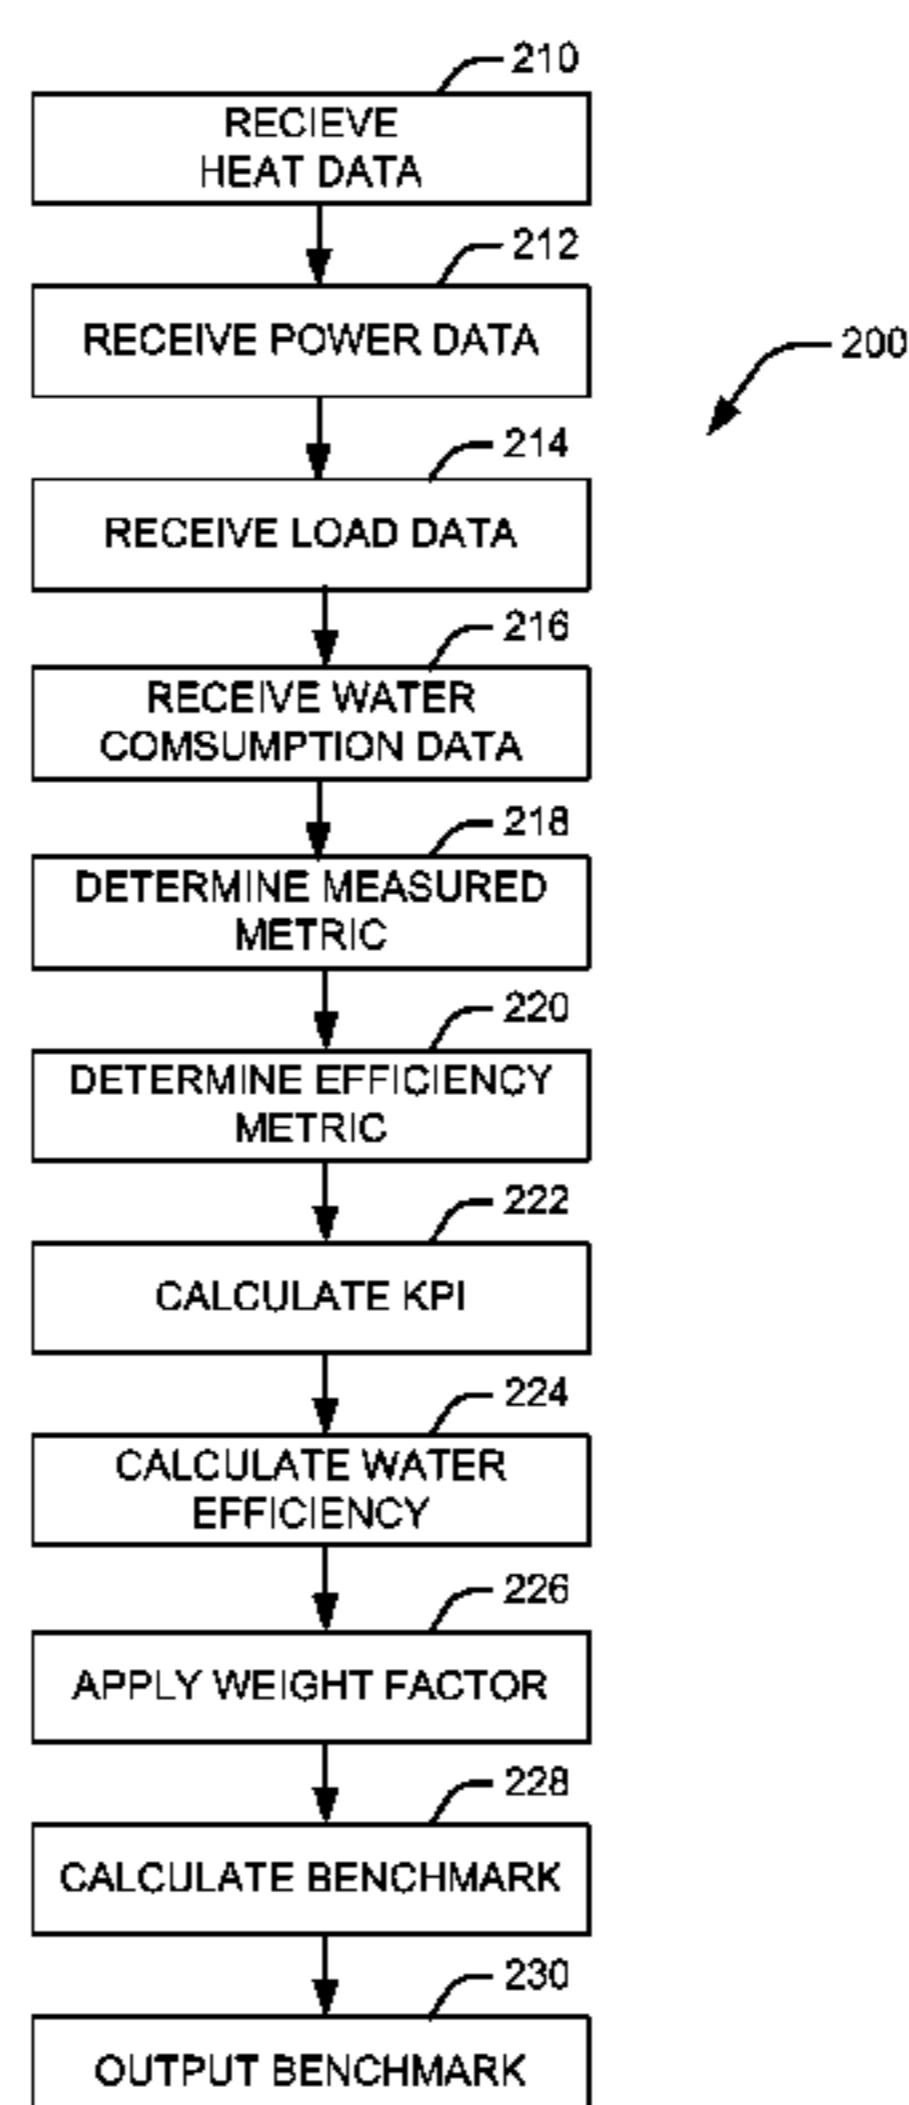 210
RECIEVE
HEAT DATA
212
RECEIVE POWER DATA
200
214
RECEIVE LOAD DATA
216
RECEIVE WATER
COMSUMPTION DATA
218
DETERMINE MEASURED
METRIC
220
DETERMINE EFFICIENCY
METRIC
222
CALCULATE KPI
224
CALCULATE WATER
EFFICIENCY
226
APPLY WEIGHT FACTOR
228
CALCULATE BENCHMARK
230
OUTPUT BENCHMARK